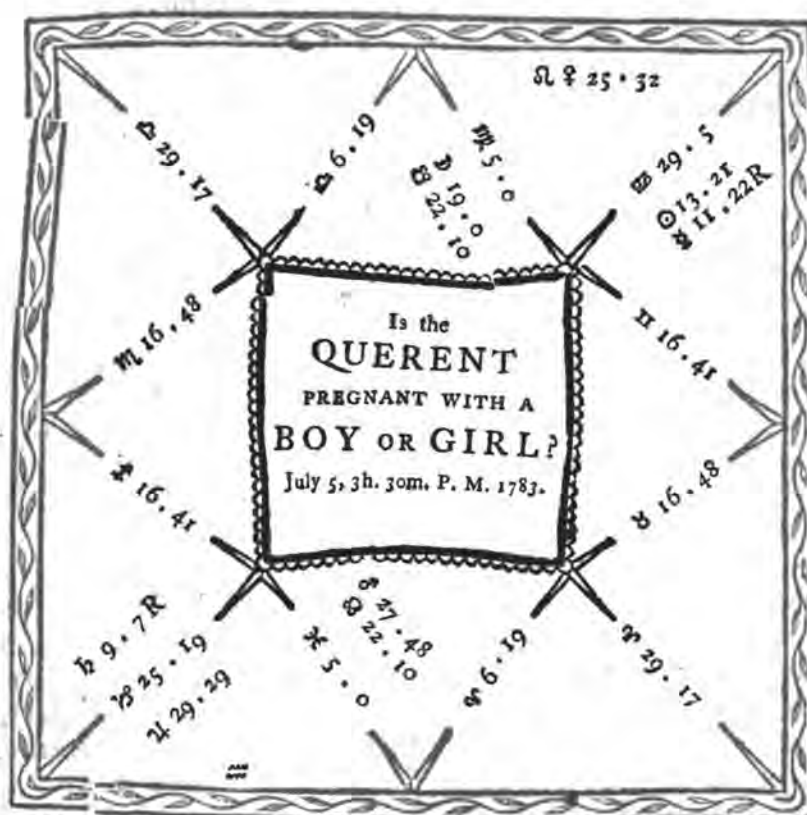 ♌ ♀ 25 . 32
♎ 29 . 17
♎ 6 . 19
♍ 5 . 0
☽ 19 . 0
☋ 22 . 10
♋ 29 . 5
☉ 13 . 21
☿ 11 . 22 R
♏ 16 . 48
♊ 16 . 41
Is the
QUERENT
PREGNANT WITH A
BOY OR GIRL?
July 5, 3h. 30m. P. M. 1783.
♐ 16 . 41
♉ 16 . 48
♄ 9 . 7 R
♑ 25 . 19
♃ 29 . 29
♒
♂ 27 . 48
☊ 22 . 10
♓ 5 . 0
♈ 6 . 19
♈ 29 . 17